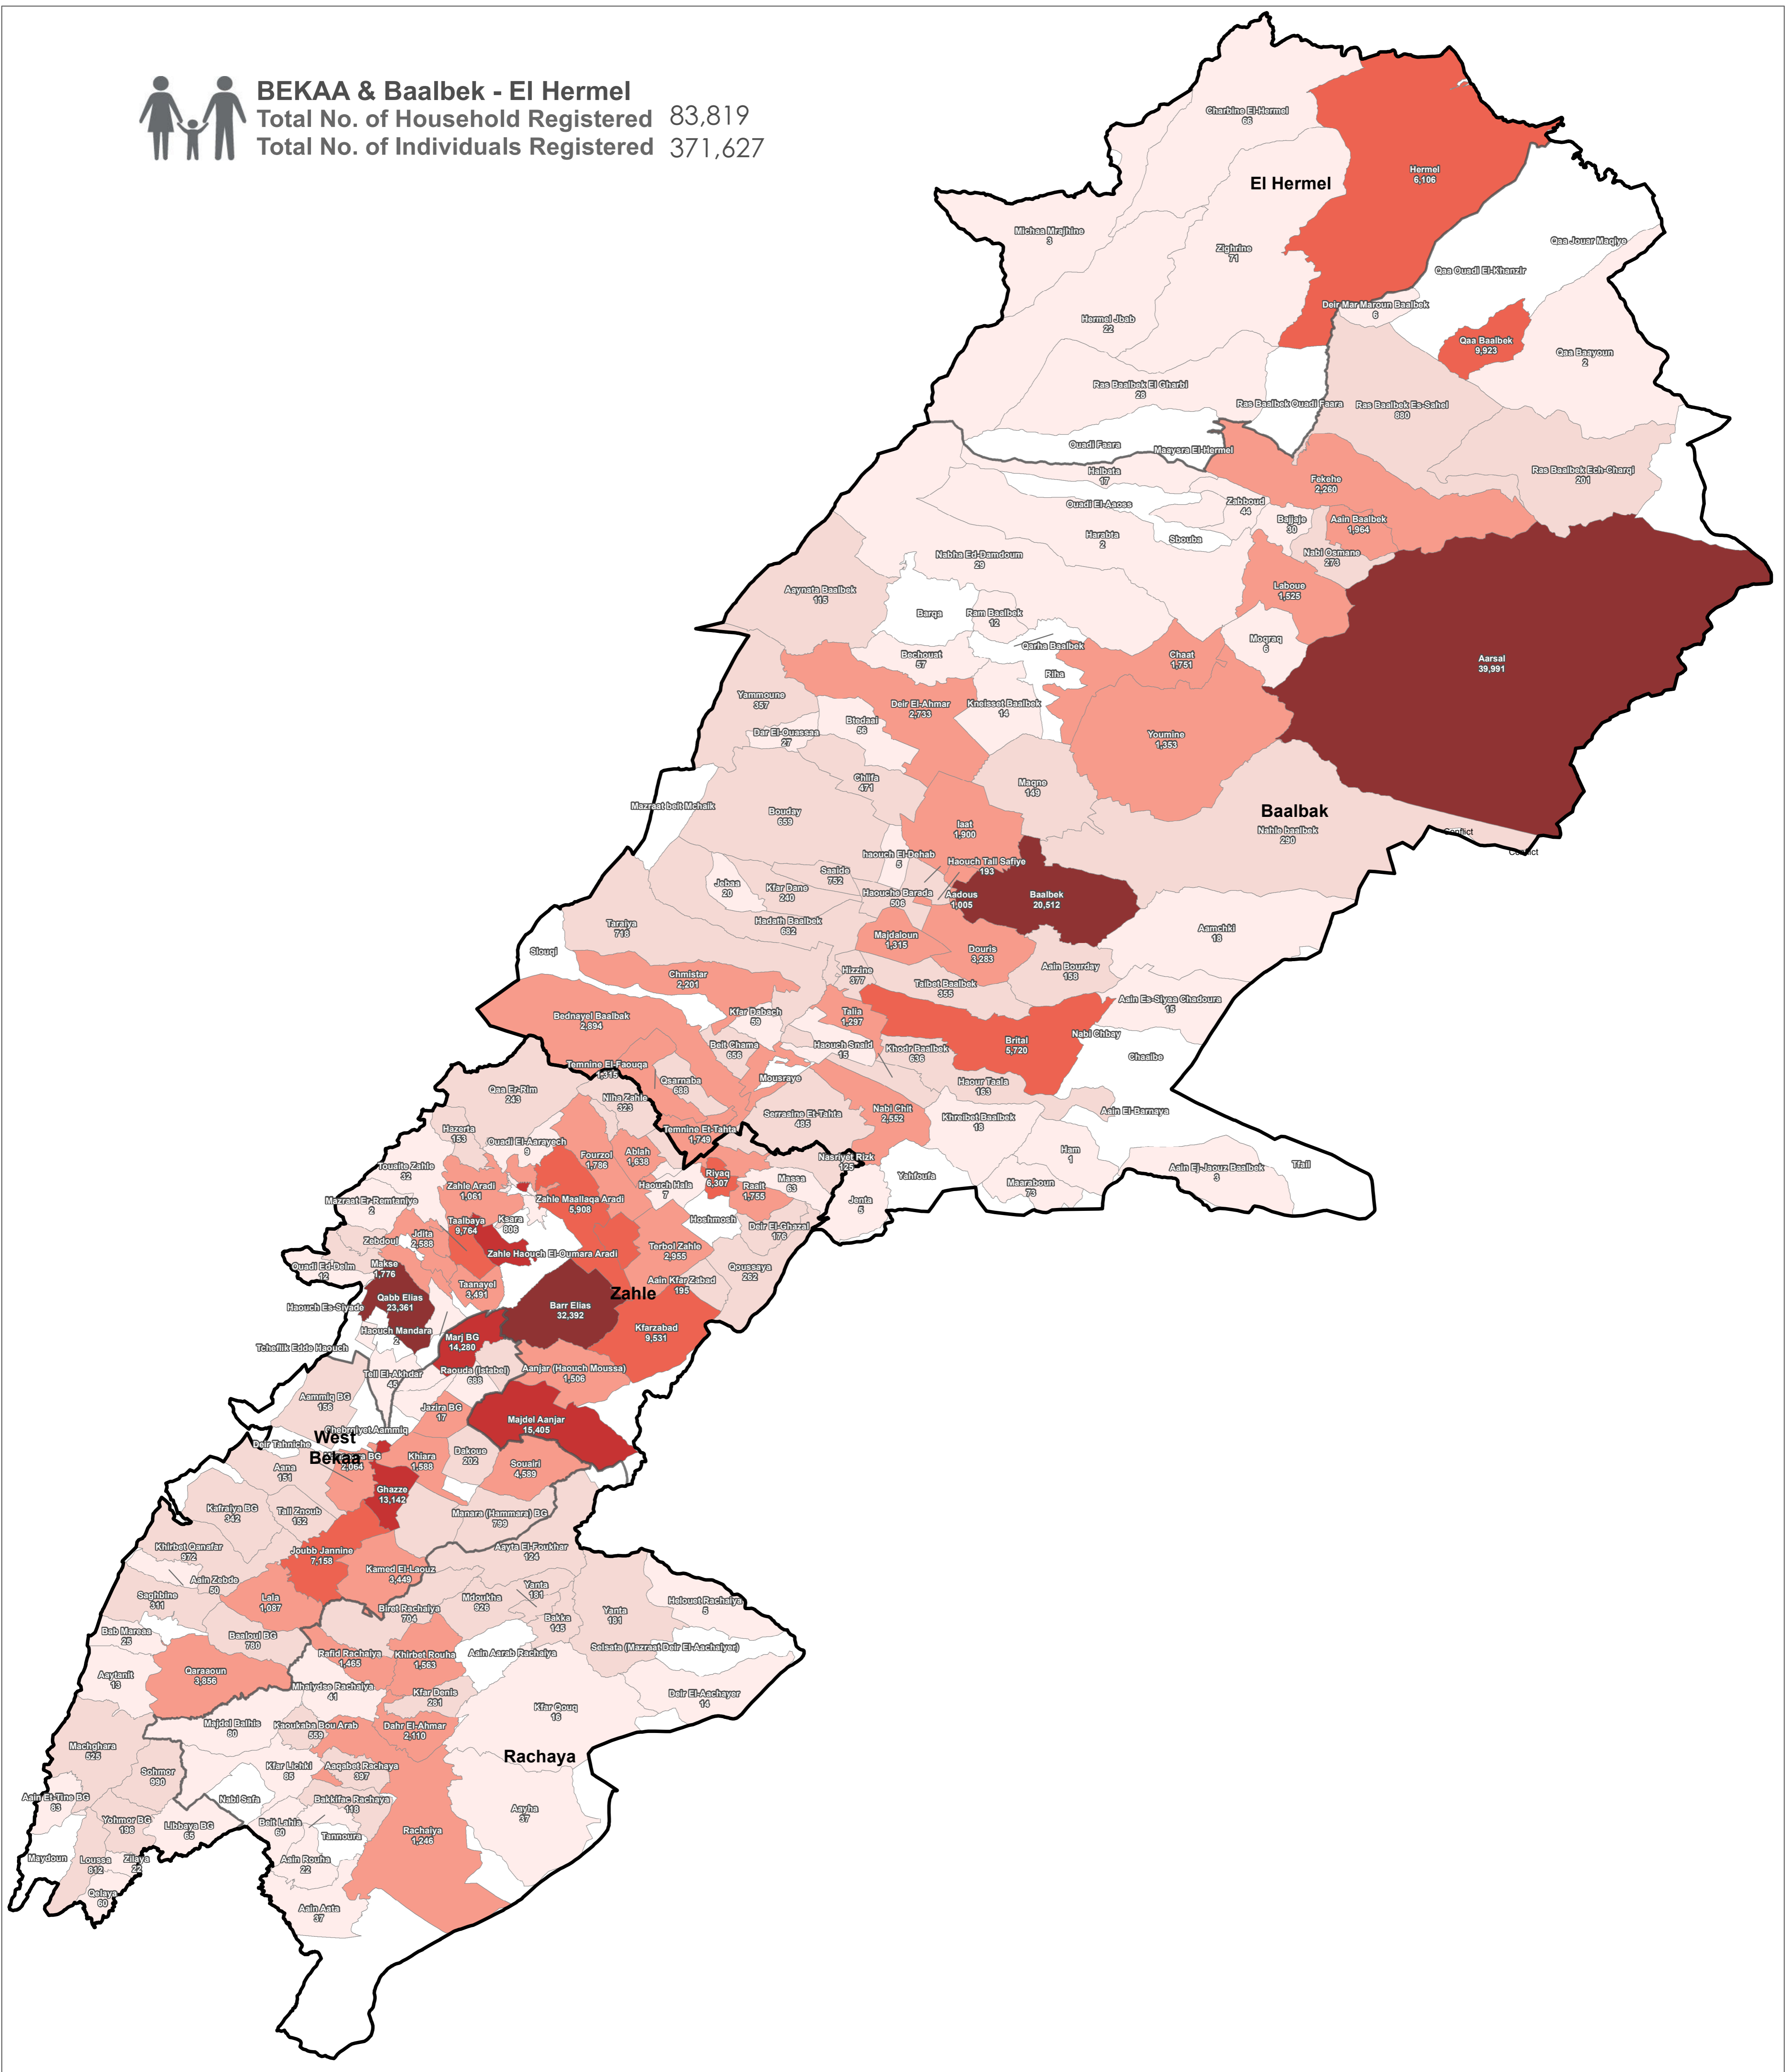 BEKAA & Baalbek - El Hermel
Total No. of Household Registered 83,819
Total No. of Individuals Registered 371,627
Charbine El-Hermel
66
Hermel
6,106
El Hermel
Michaa Mrajhine
3
Zighrine
71
Qaa Jouar Maqiye
Qaa Ouadi El-Khanzir
Deir Mar Maroun Baalbek
6
Hermel Jbab
22
Qaa Baalbek
9,923
Qaa Baayoun
2
Ras Baalbek El Gharbi
28
Ras Baalbek Ouadi Faara
Ras Baalbek Es-Sahel
880
Ouadi Faara
Maayara El-Hermel
Halbata
17
Fekehe
2,260
Ras Baalbek Ech-Charqi
201
Ouadi El-Aaoss
Zabboud
44
Bajjaje
30
Aain Baalbek
1,964
Harabta
2
Sbouba
Nabi Osmane
273
Nabha Ed-Damdoum
29
Aaynata Baalbek
115
Laboue
1,525
Barqa
Ram Baalbek
12
Qarha Baalbek
Moqraq
6
Bechouat
57
Chaat
1,751
Aarsal
39,991
Riha
Yammoune
357
Deir El-Ahmar
2,733
Kneisset Baalbek
14
Btedaai
56
Dar El-Ouassaa
27
Youmine
1,353
Chlifa
471
Maqne
149
Mazraat beit Mchaik
Bouday
659
Baalbak
Nahle baalbek
290
Conflict
Conflict
Iaat
1,900
haouch El-Dehab
5
Haouch Tall Safiye
193
Saaide
752
Jebaa
20
Kfar Dane
240
Haouche Barada
506
Aadous
1,005
Baalbek
20,512
Taraiya
718
Hadath Baalbek
682
Aamchki
18
Majdaloun
1,315
Douris
3,283
Slouqi
Aain Bourday
158
Chmistar
2,201
Hizzine
377
Taibet Baalbek
355
Aain Es-Siyaa Chadoura
15
Bednayel Baalbak
2,894
Kfar Dabach
59
Talia
1,297
Nabi Chbay
Brital
5,720
Beit Chama
656
Haouch Snaid
15
Khodr Baalbek
636
Chaaibe
Temnine El-Faouqa
1,315
Mousraye
Qsarnaba
688
Haour Taala
163
Qaa Er-Rim
243
Niha Zahle
323
Serraaine Et-Tahta
485
Nabi Chit
2,552
Khreibet Baalbek
18
Aain El-Barnaya
Hazerta
153
Temnine Et-Tahta
1,749
Ouadi El-Aarayech
9
Fourzol
1,786
Ablah
1,638
Ham
1
Touaite Zahle
32
Nasriyet Rizk
125
Yahfoufa
Aain Ej-Jaouz Baalbek
3
Tfail
Riyaq
6,307
Massa
63
Zahle Aradi
1,061
Haouch Hala
7
Raait
1,755
Maaraboun
73
Mazraat Er-Remtaniye
2
Zahle Maallaqa Aradi
5,908
Jenta
5
Taalbaya
9,764
Ksara
806
Hoshmosh
Deir El-Ghazal
176
Jdita
2,588
Zebdoul
Zahle Haouch El-Oumara Aradi
Terbol Zahle
2,955
Ouadi Ed-Delm
12
Makse
1,776
Qoussaya
262
Taanayel
3,491
Aain Kfar Zabad
195
Zahle
Qabb Elias
23,361
Haouch Es-Siyade
Barr Elias
32,392
Kfarzabad
9,531
Haouch Mandara
2
Marj BG
14,280
Tcheflik Edde Haouch
Raouda (Istabel)
688
Aanjar (Haouch Moussa)
1,506
Tell El-Akhdar
45
Aammiq BG
156
Jazira BG
17
Majdel Aanjar
15,405
Chebrqiyet Aammiq
Deir Tahniche
West
Bekaa
BG
2,064
Khiara
1,588
Dakoue
202
Souairi
4,589
Aana
151
Ghazze
13,142
Kafraiya BG
342
Tall Znoub
152
Manara (Hammara) BG
799
Khirbet Qanafar
972
Joubb Jannine
7,158
Aayta El-Foukhar
124
Kamed El-Laouz
3,449
Aain Zebde
50
Saghbine
311
Lala
1,087
Yanta
181
Mdoukha
926
Helouet Rachaiya
5
Biret Rachaiya
704
Bakka
145
Yanta
181
Bab Mareaa
25
Baaloul BG
780
Rafid Rachaiya
1,465
Khirbet Rouha
1,563
Aain Aarab Rachaiya
Selsata (Mazraat Deir El-Aachaiyer)
Aaytanit
13
Qaraaoun
3,856
Mhaiydse Rachaiya
41
Kfar Denis
281
Deir El-Aachayer
14
Kfar Qouq
16
Majdel Balhis
80
Kaoukaba Bou Arab
559
Dahr El-Ahmar
2,110
Machghara
525
Rachaya
Sohmor
990
Kfar Lichki
85
Aaqabet Rachaya
397
Aain Et-Tine BG
83
Nabi Safa
Bakkifac Rachaya
118
Aayha
37
Yohmor BG
196
Libbaya BG
65
Beit Lahia
60
Tannoura
Rachaiya
1,246
Maydoun
Loussa
812
Zilaya
22
Aain Rouha
22
Qelaya
60
Aain Aata
37